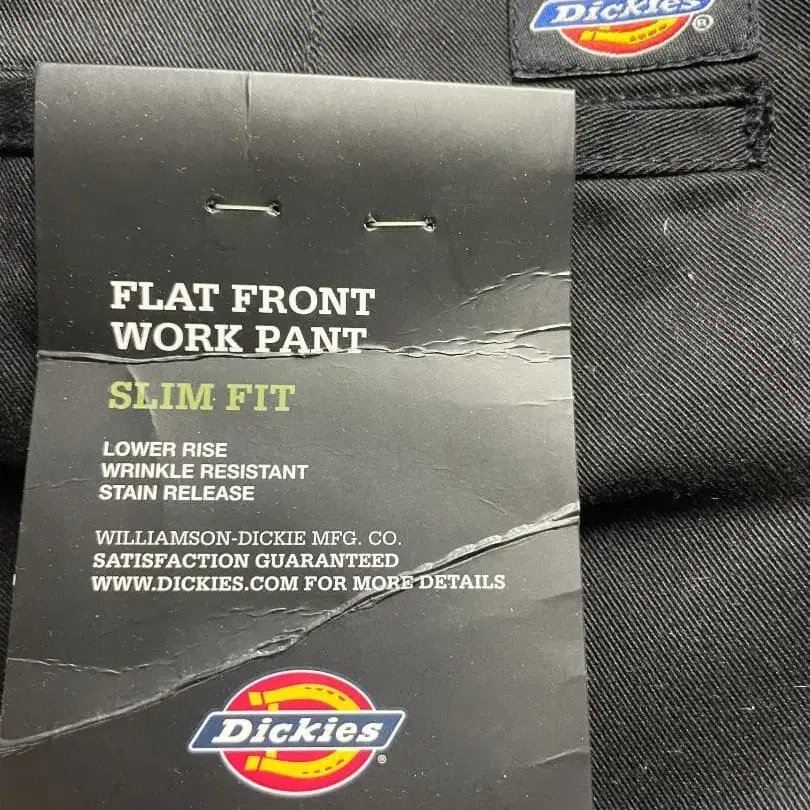 Dickies®
FLAT FRONT
WORK PANT
SLIM FIT
LOWER RISE
WRINKLE RESISTANT
STAIN RELEASE
WILLIAMSON-DICKIE MFG. CO.
SATISFACTION GUARANTEED
WWW.DICKIES.COM FOR MORE DETAILS
Dickies®